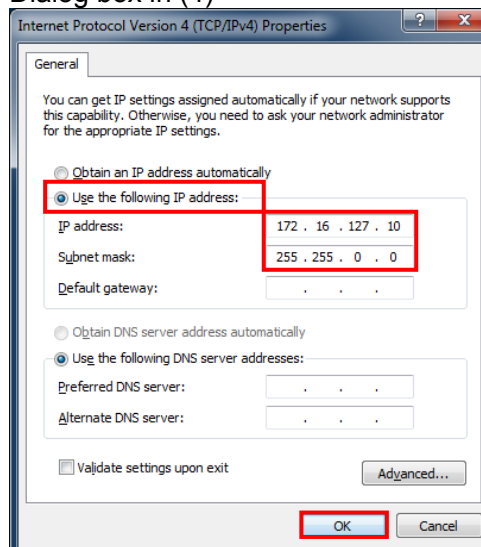 Dialog box in (4)
Internet Protocol Version 4 (TCP/IPv4) Properties
General
You can get IP settings assigned automatically if your network supports
this capability. Otherwise, you need to ask your network administrator
for the appropriate IP settings.
Obtain an IP address automatically
Use the following IP address:
IP address: 172 . 16 . 127 . 10
Subnet mask: 255 . 255 . 0 . 0
Default gateway: . . .
Obtain DNS server address automatically
Use the following DNS server addresses:
Preferred DNS server: . . .
Alternate DNS server: . . .
Validate settings upon exit
Advanced...
OK Cancel